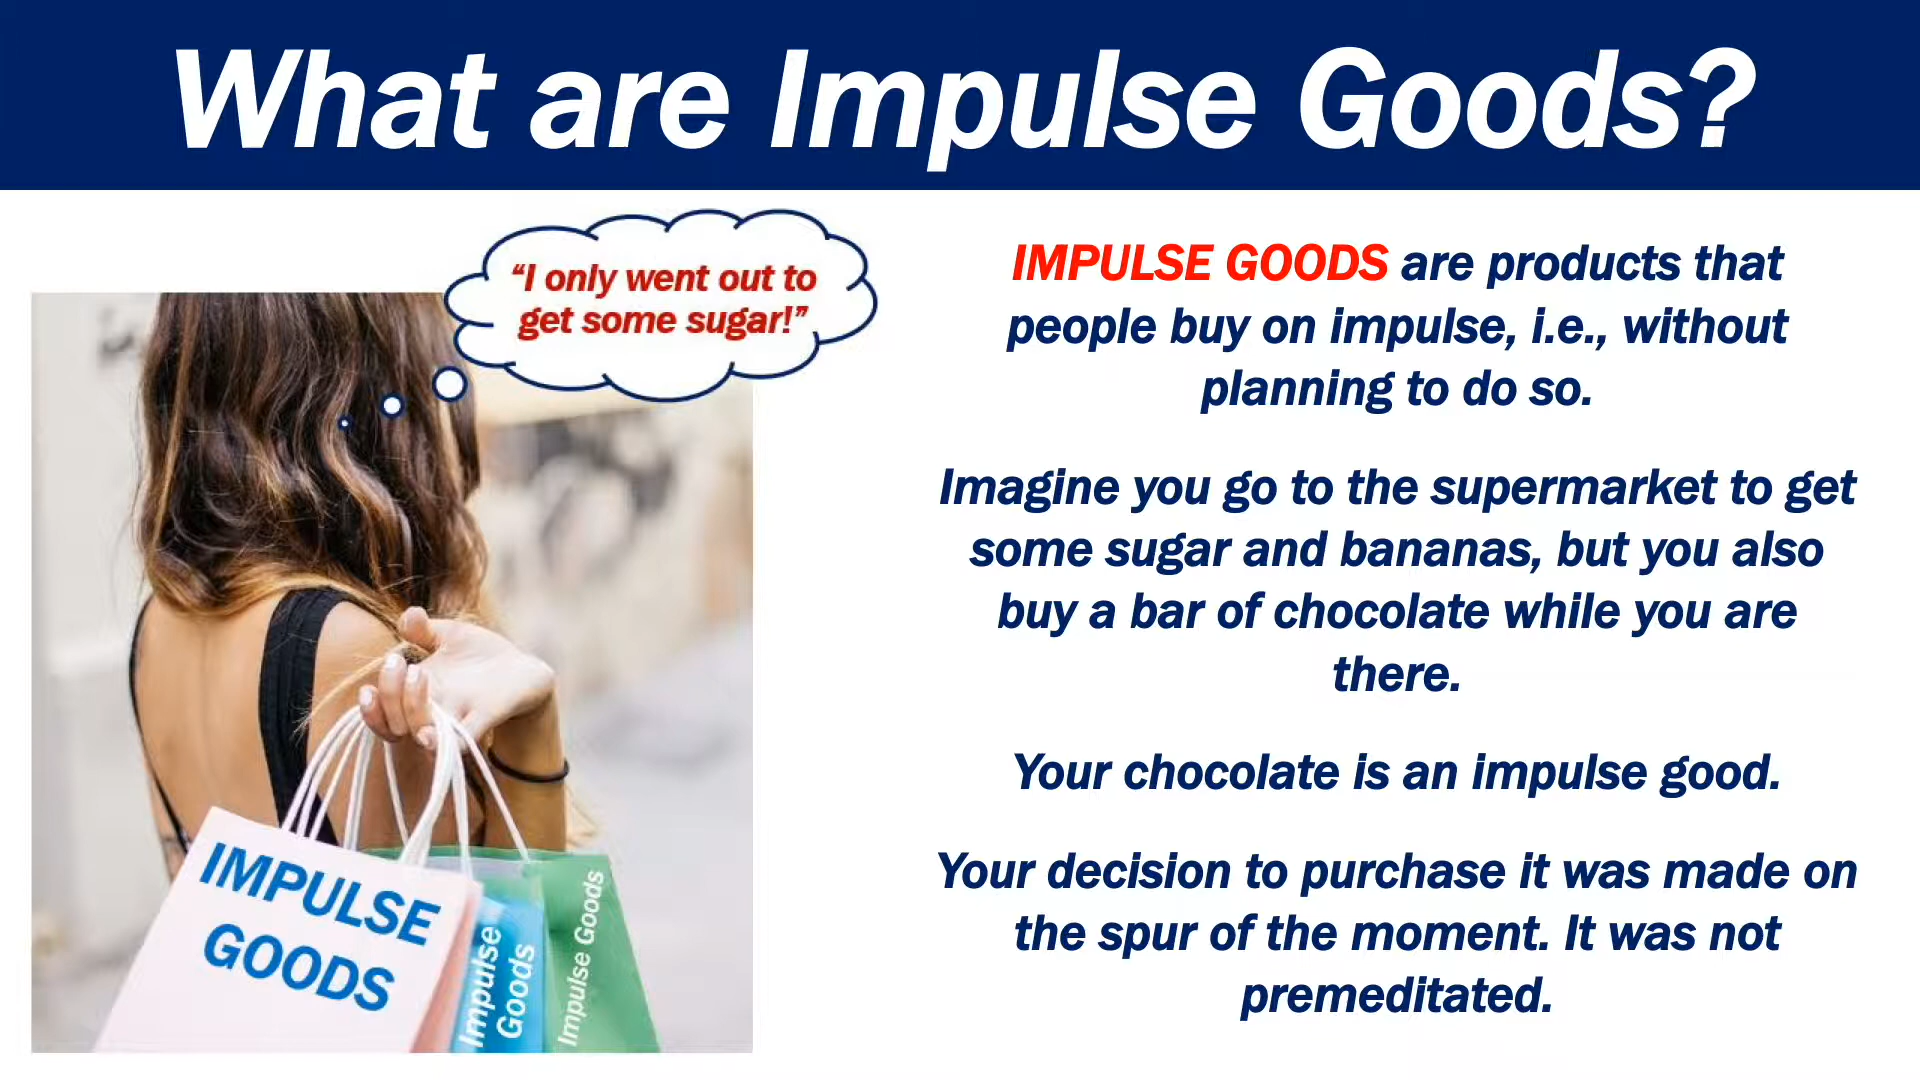 What are Impulse Goods?
“I only went out to
get some sugar!”
IMPULSE
GOODS
Impulse
Goods
Impulse Goods
IMPULSE GOODS are products that
people buy on impulse, i.e., without
planning to do so.
Imagine you go to the supermarket to get
some sugar and bananas, but you also
buy a bar of chocolate while you are
there.
Your chocolate is an impulse good.
Your decision to purchase it was made on
the spur of the moment. It was not
premeditated.